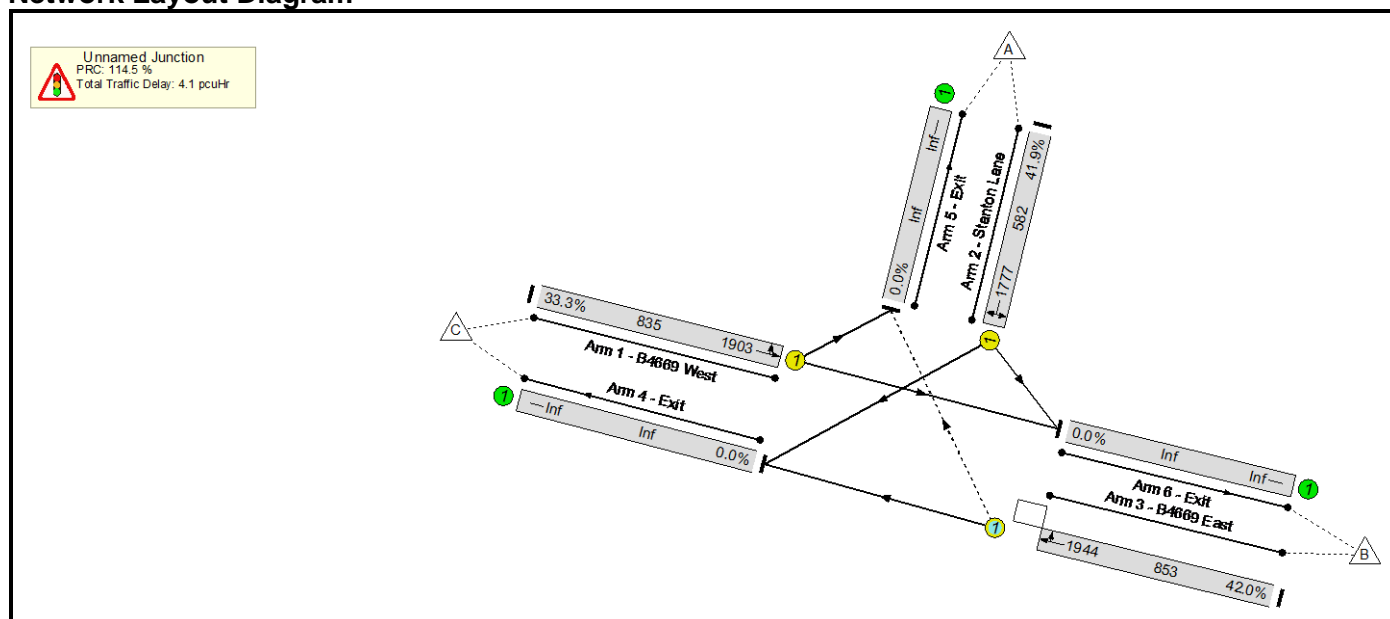 Network Layout Diagram
Unnamed Junction
PRC: 114.5 %
Total Traffic Delay: 4.1 pcuHr
A
1
Inf
Inf
0.0%
Arm 5 - Exit
Arm 2 - Stanton Lane
41.9%
582
1777
1
C
33.3%
835
1903
1
Arm 1 - B4669 West
Arm 4 - Exit
1
Inf
Inf
0.0%
0.0%
Inf
Inf
1
Arm 6 - Exit
Arm 3 - B4669 East
1
1944
853
42.0%
B